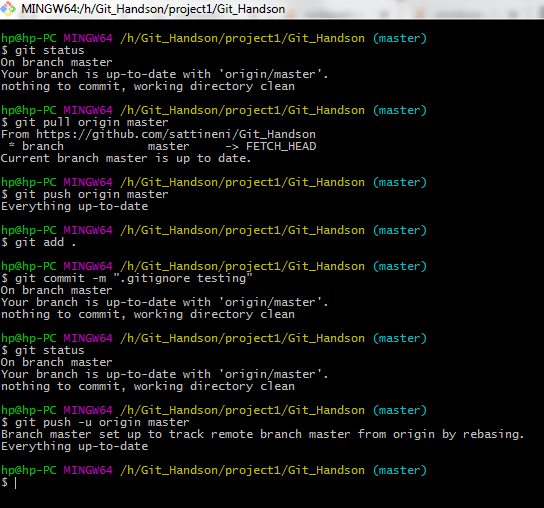 MINGW64:/h/Git_Handson/project1/Git_Handson
hp@hp-PC MINGW64 /h/Git_Handson/project1/Git_Handson (master)
$ git status
On branch master
Your branch is up-to-date with 'origin/master'.
nothing to commit, working directory clean
hp@hp-PC MINGW64 /h/Git_Handson/project1/Git_Handson (master)
$ git pull origin master
From https://github.com/sattineni/Git_Handson
 * branch            master     -> FETCH_HEAD
Current branch master is up to date.
hp@hp-PC MINGW64 /h/Git_Handson/project1/Git_Handson (master)
$ git push origin master
Everything up-to-date
hp@hp-PC MINGW64 /h/Git_Handson/project1/Git_Handson (master)
$ git add .
hp@hp-PC MINGW64 /h/Git_Handson/project1/Git_Handson (master)
$ git commit -m ".gitignore testing"
On branch master
Your branch is up-to-date with 'origin/master'.
nothing to commit, working directory clean
hp@hp-PC MINGW64 /h/Git_Handson/project1/Git_Handson (master)
$ git status
On branch master
Your branch is up-to-date with 'origin/master'.
nothing to commit, working directory clean
hp@hp-PC MINGW64 /h/Git_Handson/project1/Git_Handson (master)
$ git push -u origin master
Branch master set up to track remote branch master from origin by rebasing.
Everything up-to-date
hp@hp-PC MINGW64 /h/Git_Handson/project1/Git_Handson (master)
$